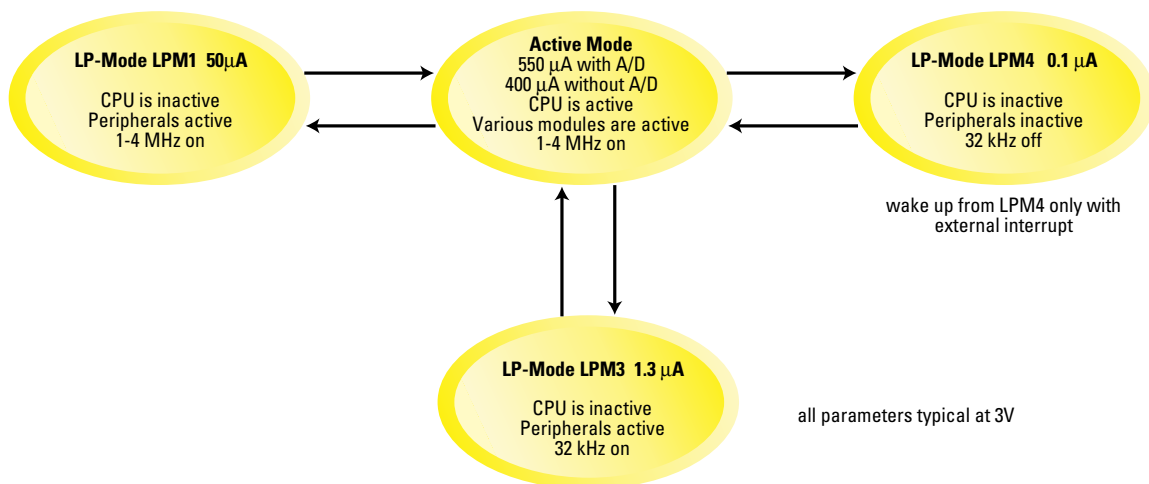 LP-Mode LPM1 50μA
CPU is inactive
Peripherals active
1-4 MHz on
Active Mode
550 μA with A/D
400 μA without A/D
CPU is active
Various modules are active
1-4 MHz on
LP-Mode LPM4 0.1 μA
CPU is inactive
Peripherals inactive
32 kHz off
wake up from LPM4 only with
external interrupt
LP-Mode LPM3 1.3 μA
CPU is inactive
Peripherals active
32 kHz on
all parameters typical at 3V